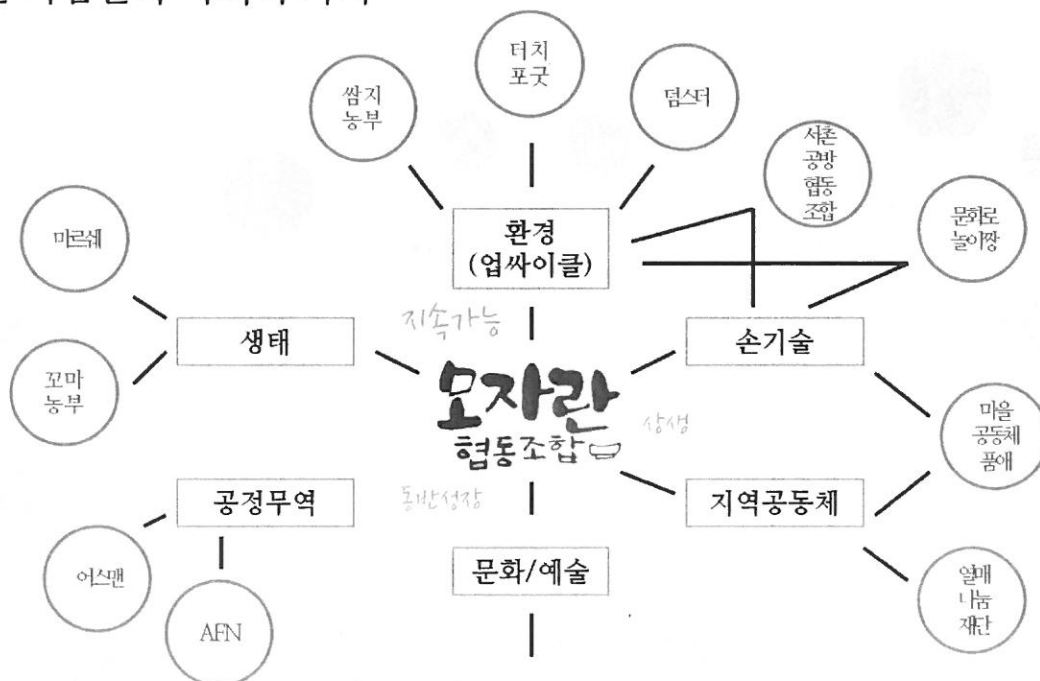 터치
포굿
쌈지
농부
덤스터
서촌
공방
협동
조합
문화로
놀이짱
마르쉐
환경
(업싸이클)
지속가능
생태
손기술
꼬마
농부
모자란
협동조합
상생
마을
공동체
품애
동반성장
공정무역
지역공동체
문화/예술
어스맨
AFN
열매
나눔
재단